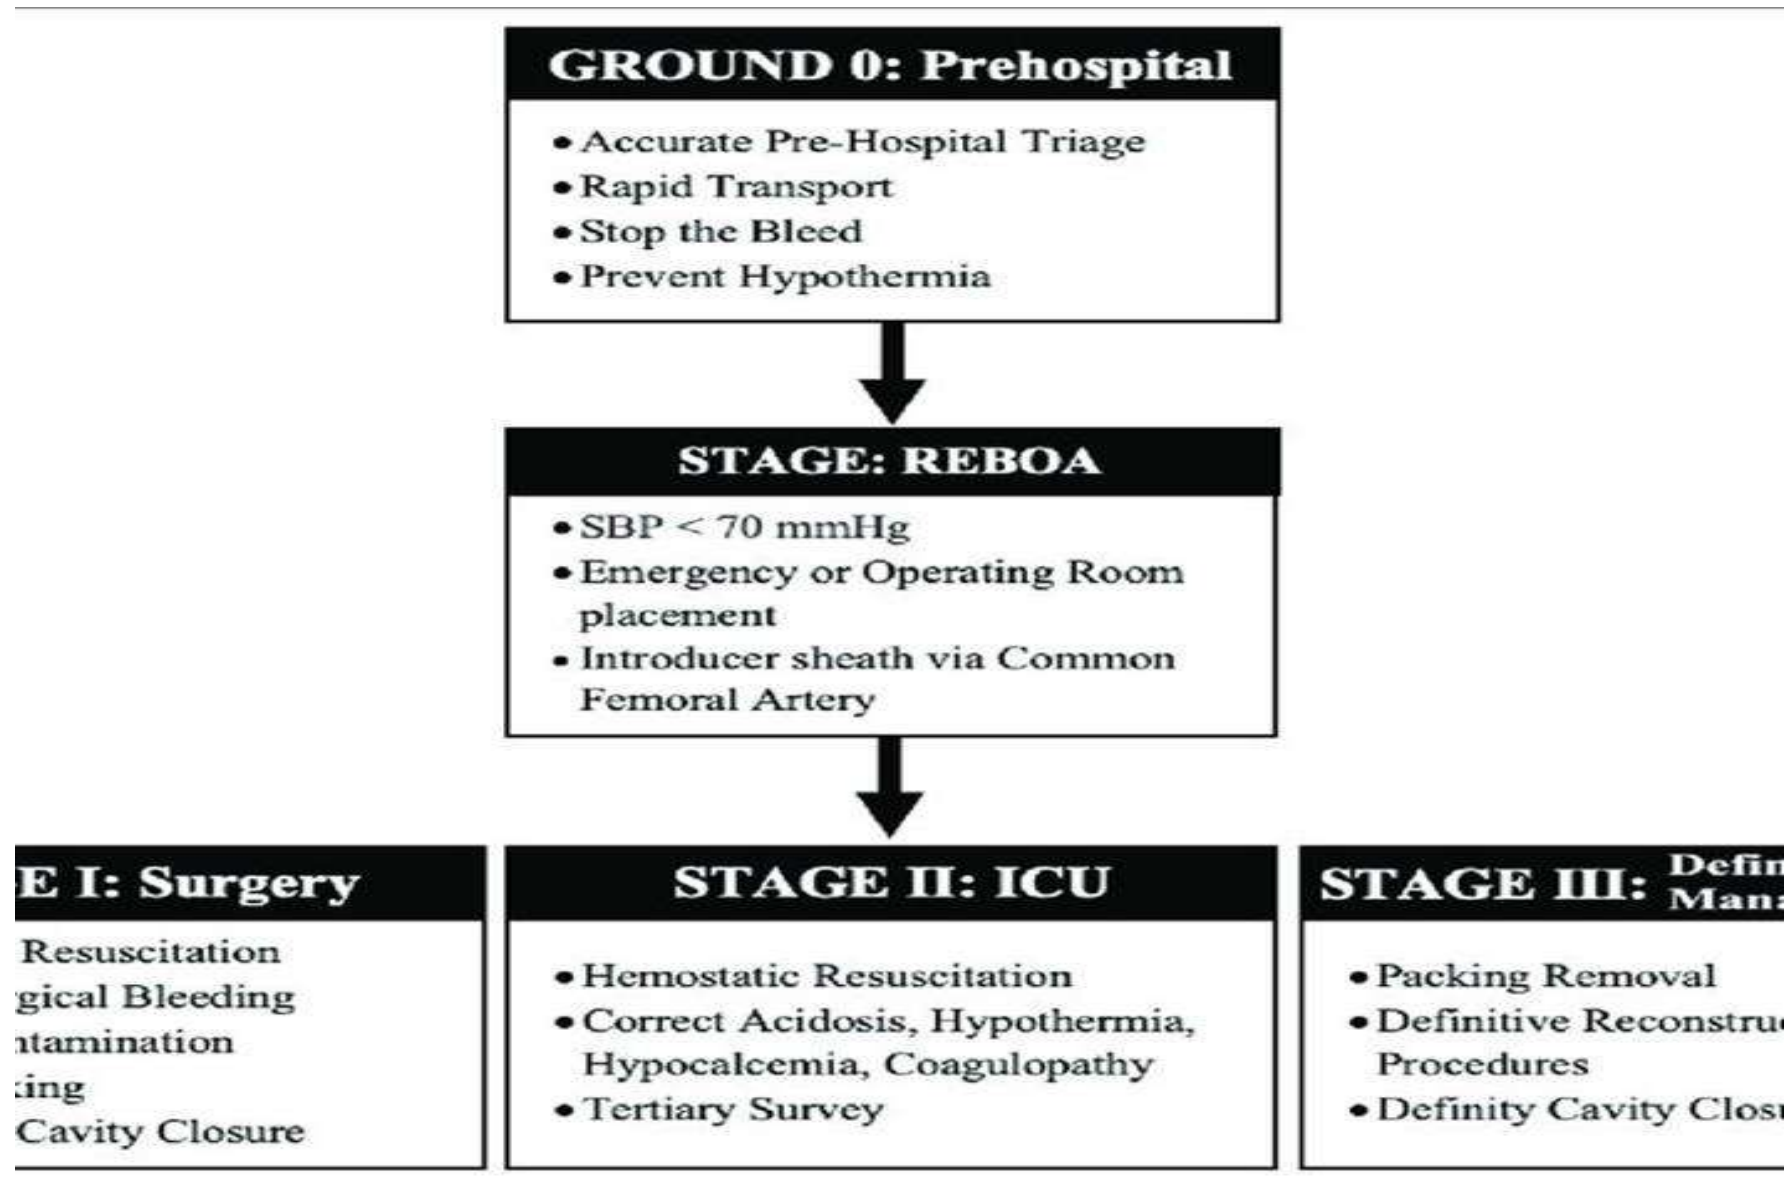 GROUND 0: Prehospital
• Accurate Pre-Hospital Triage
• Rapid Transport
• Stop the Bleed
• Prevent Hypothermia
STAGE: REBOA
• SBP < 70 mmHg
• Emergency or Operating Room
placement
• Introducer sheath via Common
Femoral Artery
E I: Surgery
Resuscitation
gical Bleeding
ntamination
king
Cavity Closure
STAGE II: ICU
• Hemostatic Resuscitation
• Correct Acidosis, Hypothermia,
Hypocalcemia, Coagulopathy
• Tertiary Survey
STAGE III:
• Packing Removal
• Definitive
Procedures
• Definity Cavity